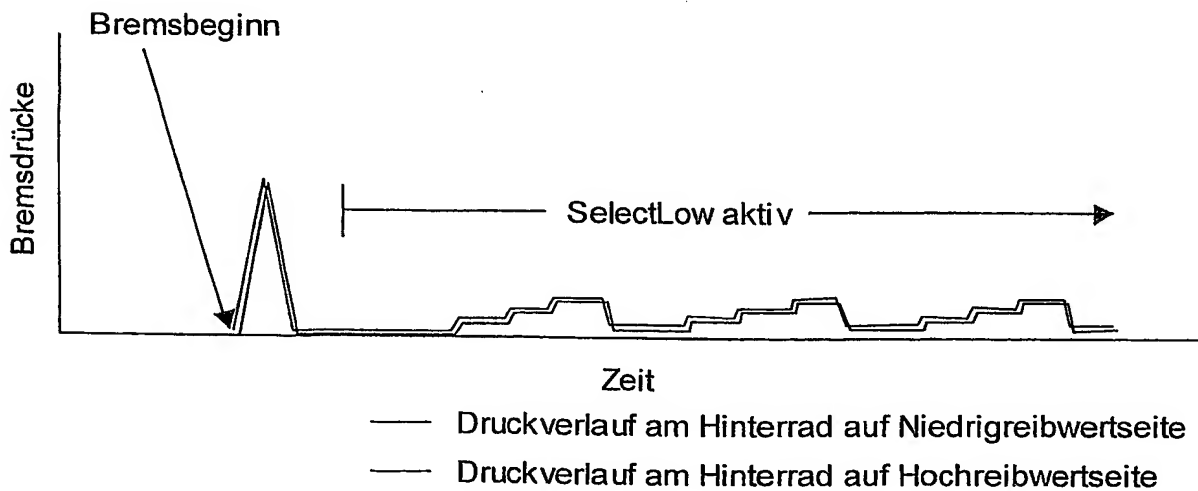 Bremsbeginn
Bremsdrücke
SelectLow aktiv
Zeit
Druckverlauf am Hinterrad auf Niedrigreibwertseite
Druckverlauf am Hinterrad auf Hochreibwertseite